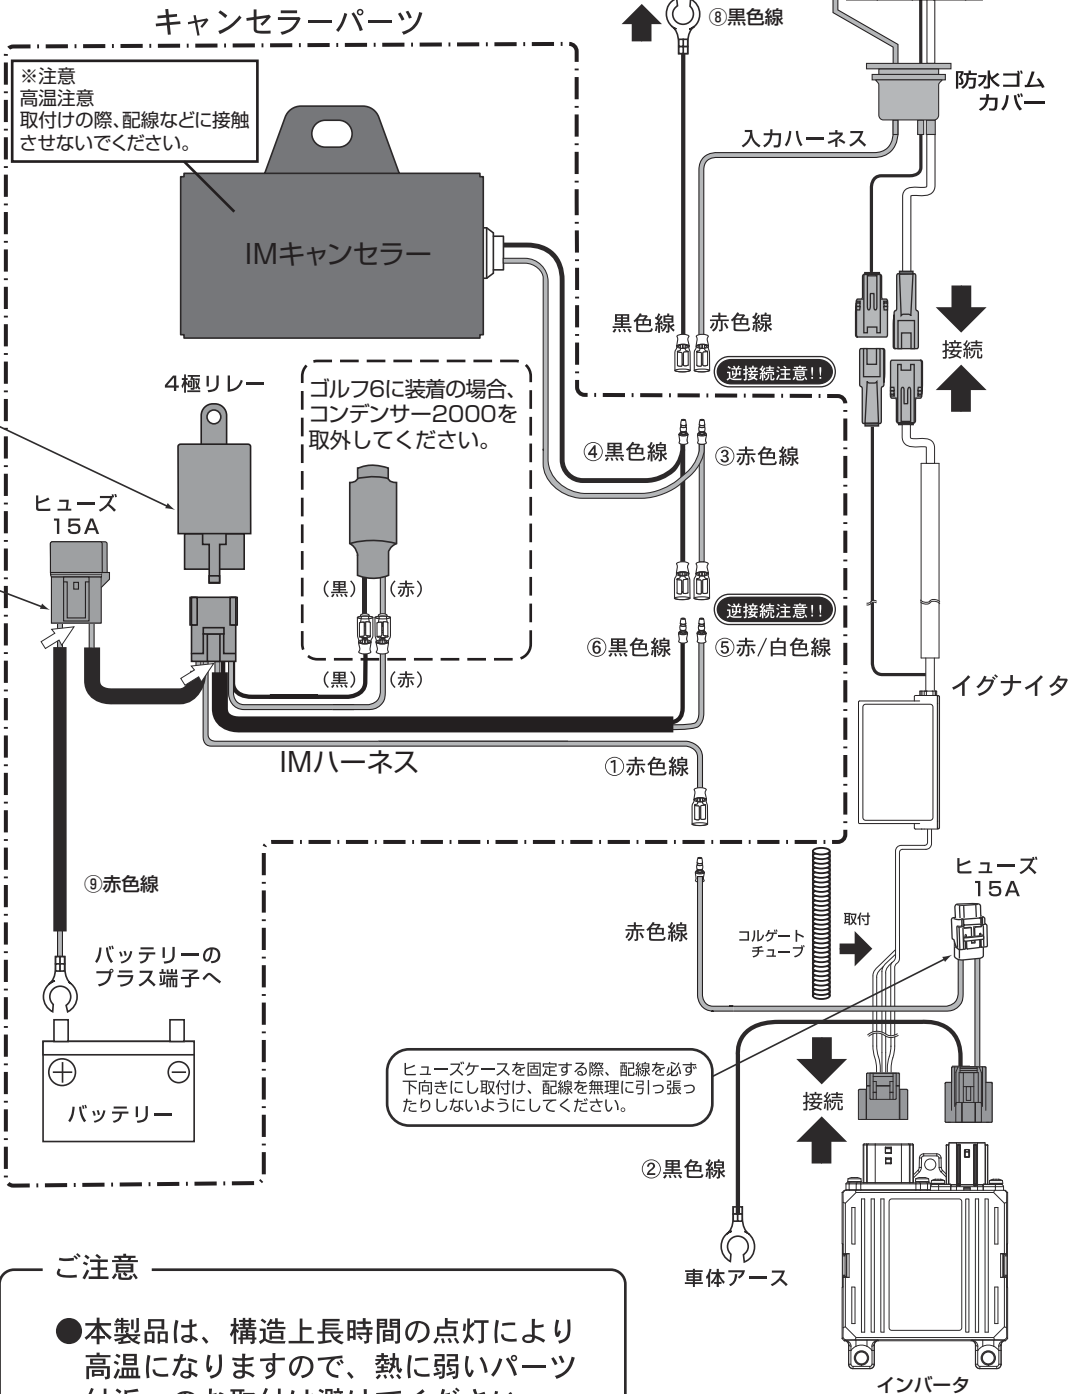 キャンセラーパーツ
⑧黒色線
※注意
高温注意
取付けの際、配線などに接触
させないでください。
防水ゴム
カバー
入力ハーネス
IMキャンセラー
黒色線
赤色線
接続
逆接続注意!!
4極リレー
ゴルフ6に装着の場合、
コンデンサー2000を
取外してください。
④黒色線
③赤色線
ヒューズ
15A
(黒)
(赤)
逆接続注意!!
⑥黒色線
⑤赤/白色線
(黒)
(赤)
イグナイタ
IMハーネス
①赤色線
ヒューズ
15A
⑨赤色線
赤色線
コルゲート
チューブ
取付
バッテリーの
プラス端子へ
ヒューズケースを固定する際、配線を必ず
下向きにし取付け、配線を無理に引っ張っ
たりしないようにしてください。
接続
+
−
バッテリー
②黒色線
車体アース
インバータ
ご注意
●本製品は、構造上長時間の点灯により
高温になりますので、熱に弱いパーツ